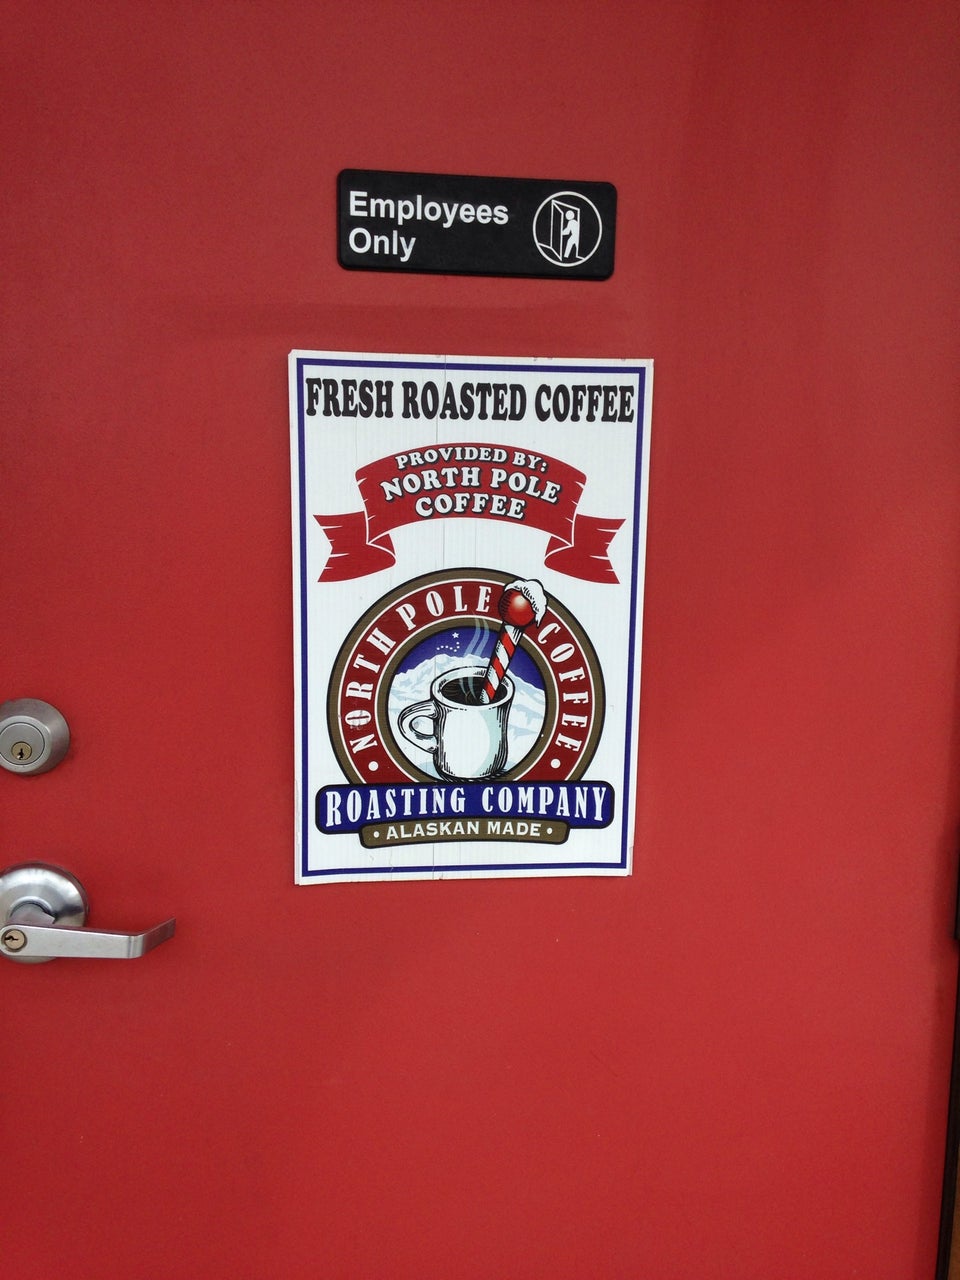 Employees
Only
FRESH ROASTED COFFEE
PROVIDED BY:
NORTH POLE
COFFEE
NORTH POLE COFFEE
ROASTING COMPANY
• ALASKAN MADE •